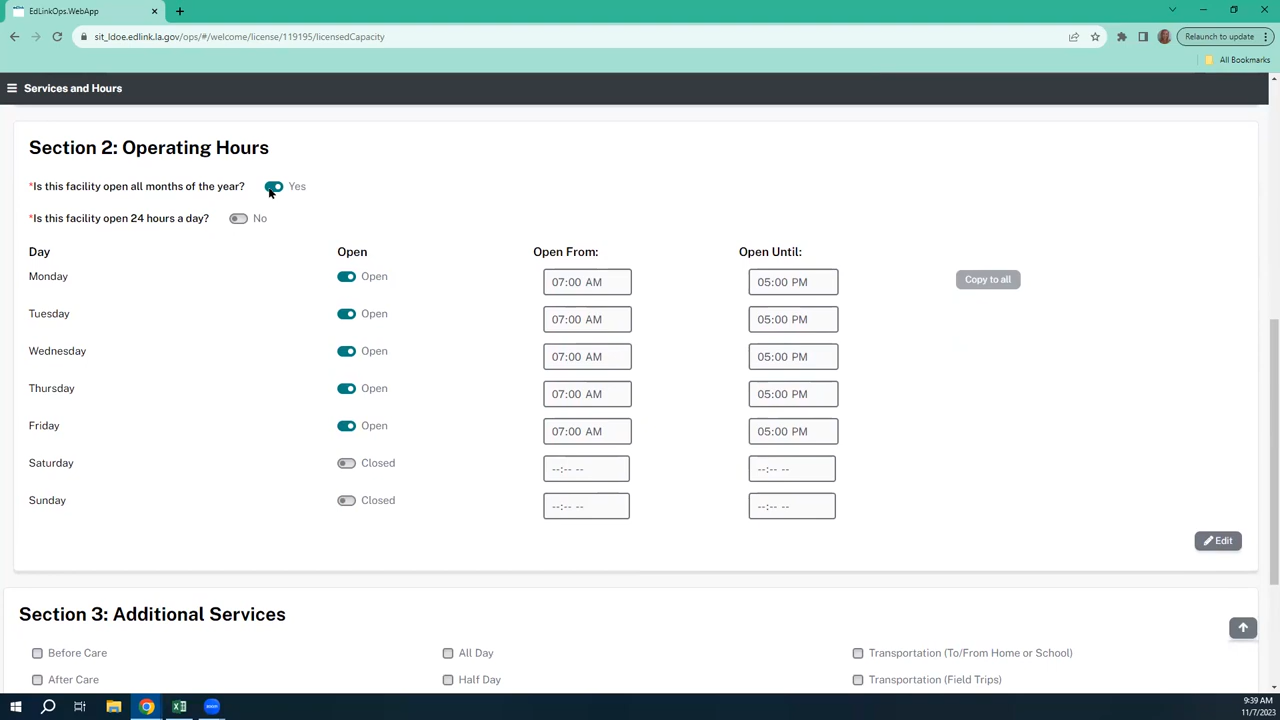 EdLinkOps.WebApp
sit_ldoe.edlink.la.gov/ops/#/welcome/license/119195/licensedCapacity
Relaunch to update
All Bookmarks
Services and Hours
Section 2: Operating Hours
*Is this facility open all months of the year? Yes
*Is this facility open 24 hours a day? No
Day Open Open From: Open Until:
Monday Open 07:00 AM 05:00 PM Copy to all
Tuesday Open 07:00 AM 05:00 PM
Wednesday Open 07:00 AM 05:00 PM
Thursday Open 07:00 AM 05:00 PM
Friday Open 07:00 AM 05:00 PM
Saturday Closed --:-- -- --:-- --
Sunday Closed --:-- -- --:-- --
Edit
Section 3: Additional Services
Before Care All Day Transportation (To/From Home or School)
After Care Half Day Transportation (Field Trips)
9:39 AM
11/7/2023